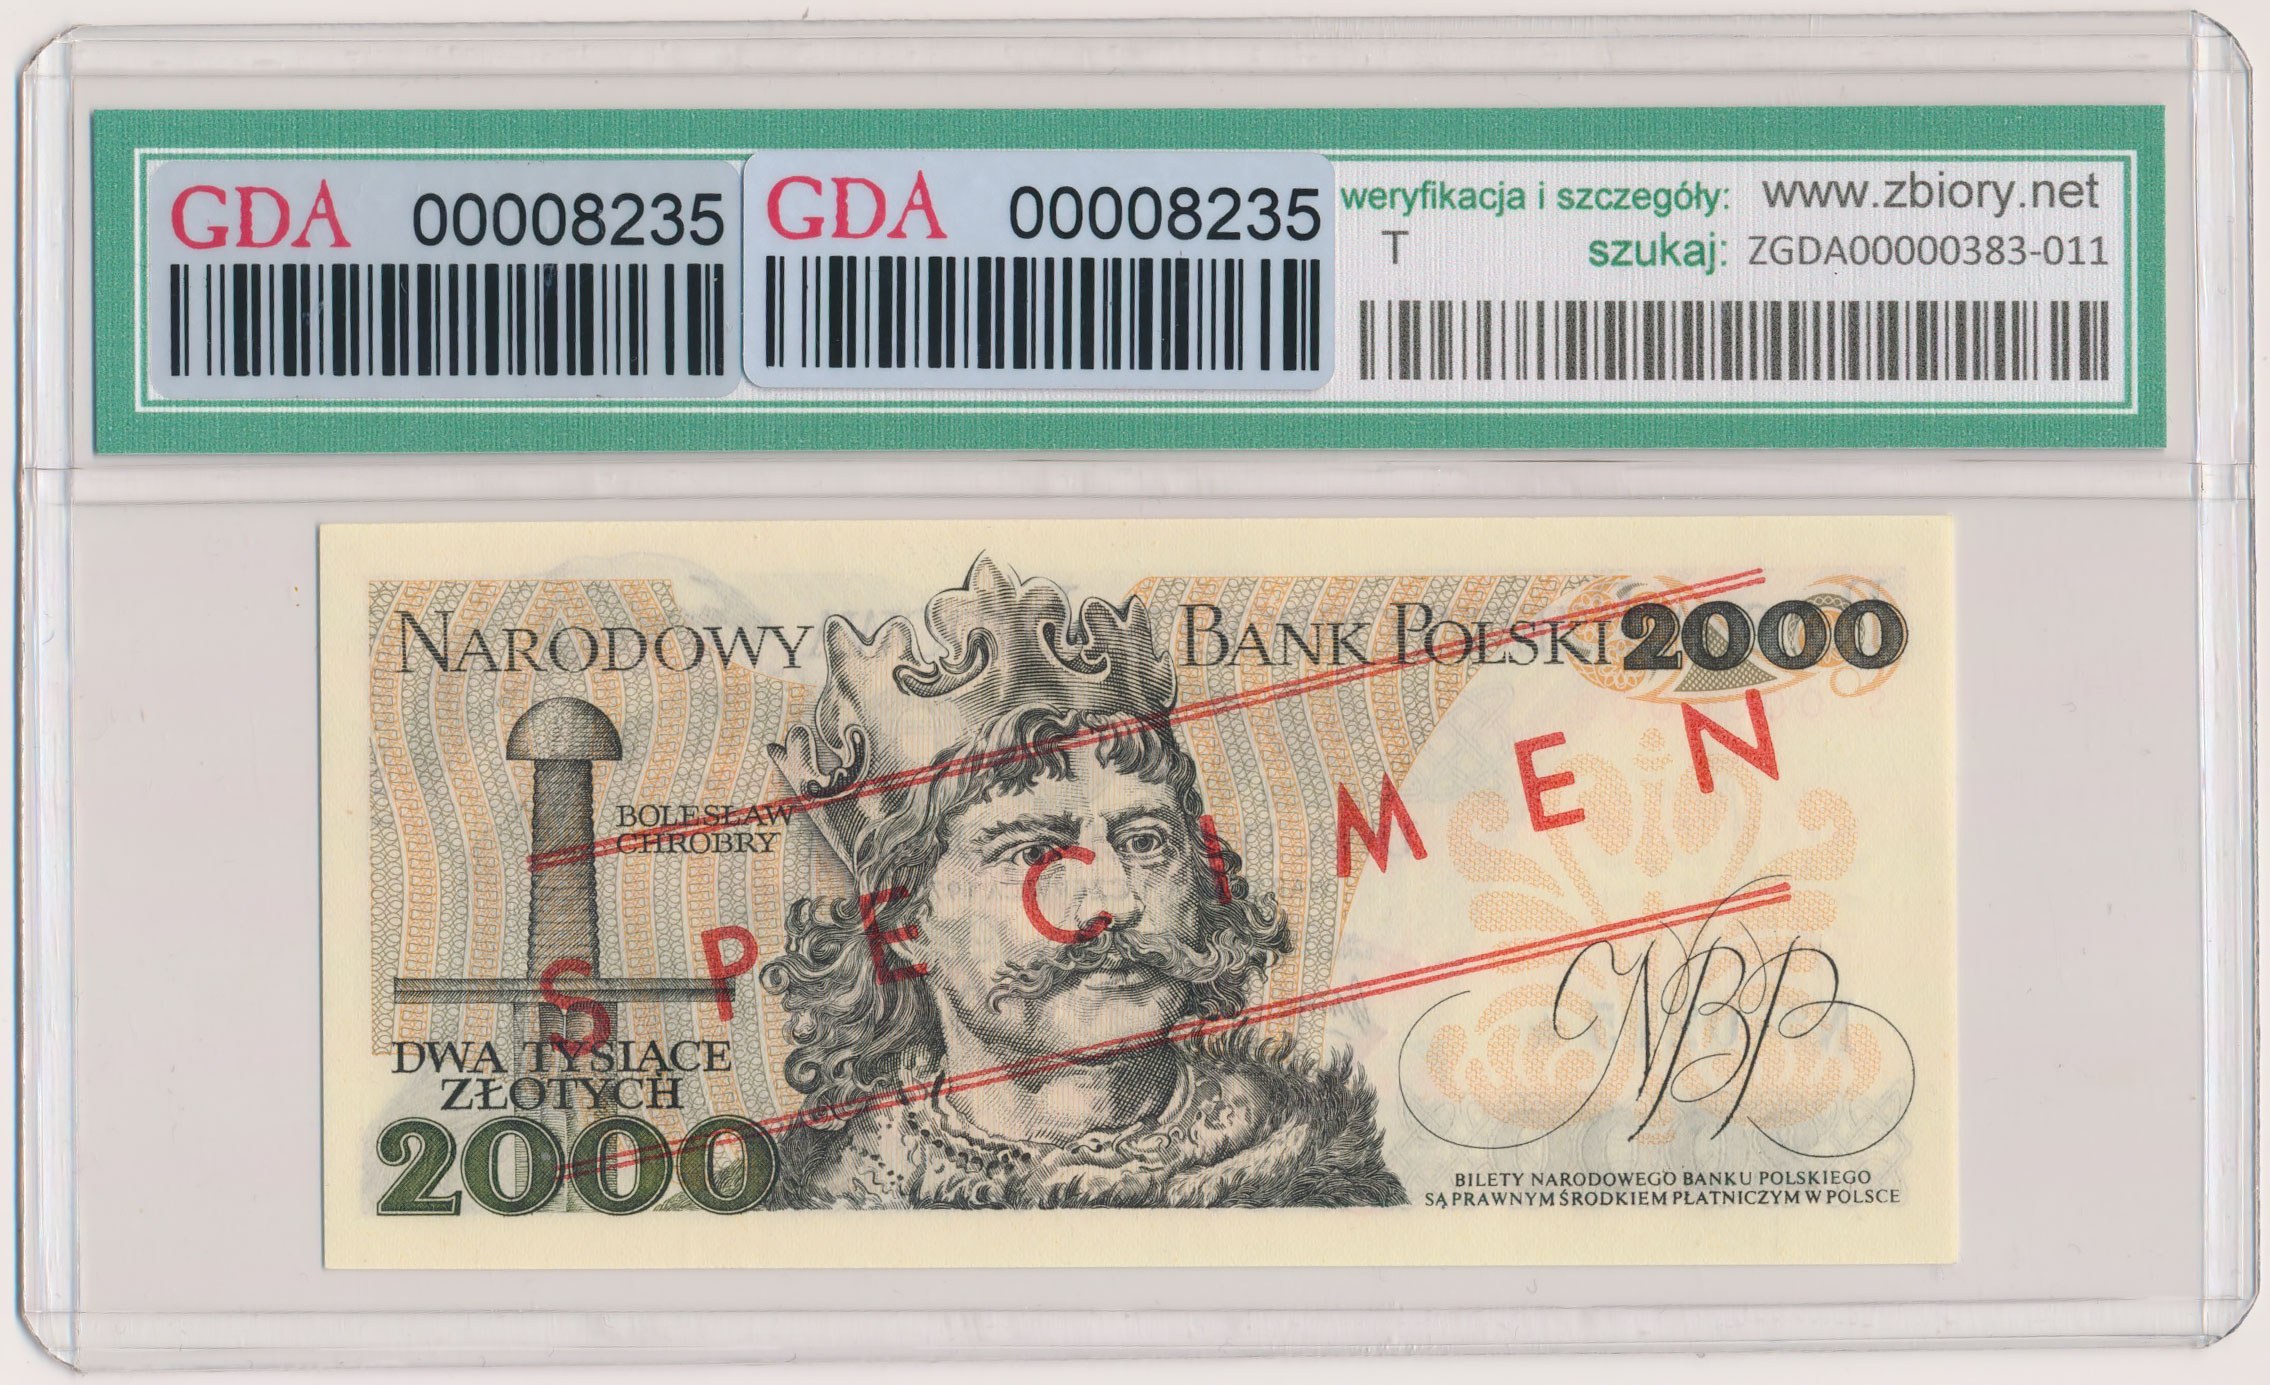 GDA 00008235
GDA 00008235
weryfikacja i szczegóły: www.zbiory.net
T szukaj: ZGDA00000383-011
NARODOWY BANK POLSKI 2000
BOLESŁAW
CHROBRY
SPECIMEN
DWA TYSIĄCE
ZŁOTYCH
2000
NBP
BILETY NARODOWEGO BANKU POLSKIEGO
SĄ PRAWNYM ŚRODKIEM PŁATNICZYM W POLSCE